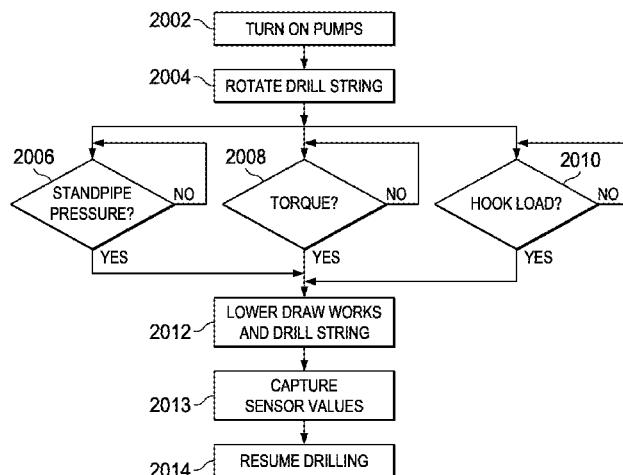 2002
TURN ON PUMPS
2004
ROTATE DRILL STRING
2006
STANDPIPE
PRESSURE?
NO
YES
2008
TORQUE?
NO
YES
2010
HOOK LOAD?
NO
YES
2012
LOWER DRAW WORKS
AND DRILL STRING
2013
CAPTURE
SENSOR VALUES
2014
RESUME DRILLING